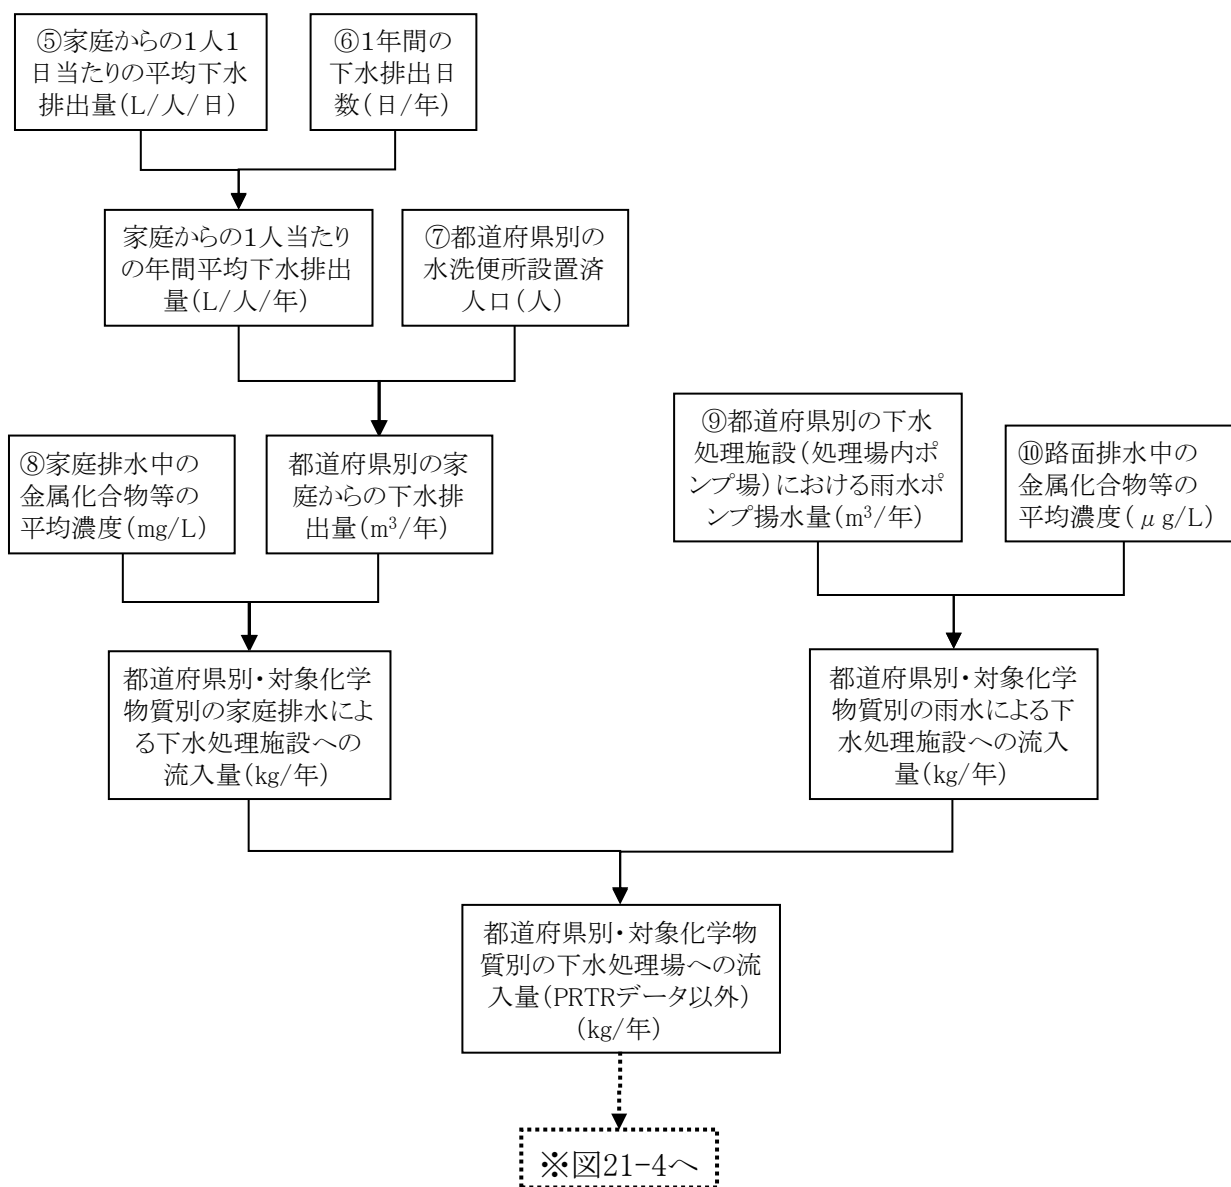 ⑤家庭からの1人1
日当たりの平均下水
排出量(L/人/日)
⑥1年間の
下水排出日
数(日/年)
家庭からの1人当たり
の年間平均下水排出
量(L/人/年)
⑦都道府県別の
水洗便所設置済
人口(人)
⑧家庭排水中の
金属化合物等の
平均濃度(mg/L)
都道府県別の家
庭からの下水排
出量(m³/年)
⑨都道府県別の下水
処理施設(処理場内ポ
ンプ場)における雨水ポ
ンプ揚水量(m³/年)
⑩路面排水中の
金属化合物等の
平均濃度(μg/L)
都道府県別・対象化学
物質別の家庭排水によ
る下水処理施設への
流入量(kg/年)
都道府県別・対象化学
物質別の雨水による下
水処理施設への流入
量(kg/年)
都道府県別・対象化学物
質別の下水処理場への流
入量(PRTRデータ以外)
(kg/年)
※図21-4へ